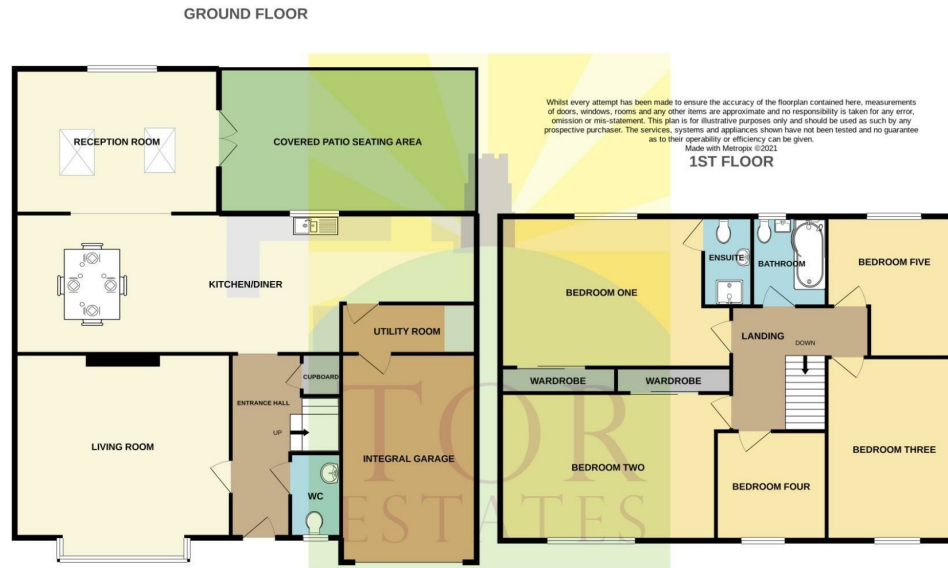 GROUND FLOOR
RECEPTION ROOM
COVERED PATIO SEATING AREA
KITCHEN/DINER
UTILITY ROOM
CUPBOARD
ENTRANCE HALL
UP
LIVING ROOM
WC
INTEGRAL GARAGE
Whilst every attempt has been made to ensure the accuracy of the floorplan contained here, measurements
of doors, windows, rooms and any other items are approximate and no responsibility is taken for any error,
omission or mis-statement. This plan is for illustrative purposes only and should be used as such by any
prospective purchaser. The services, systems and appliances shown have not been tested and no guarantee
as to their operability or efficiency can be given.
Made with Metropix ©2021
1ST FLOOR
BEDROOM ONE
ENSUITE
BATHROOM
BEDROOM FIVE
LANDING
DOWN
WARDROBE
WARDROBE
BEDROOM TWO
BEDROOM FOUR
BEDROOM THREE
TOR
ESTATES